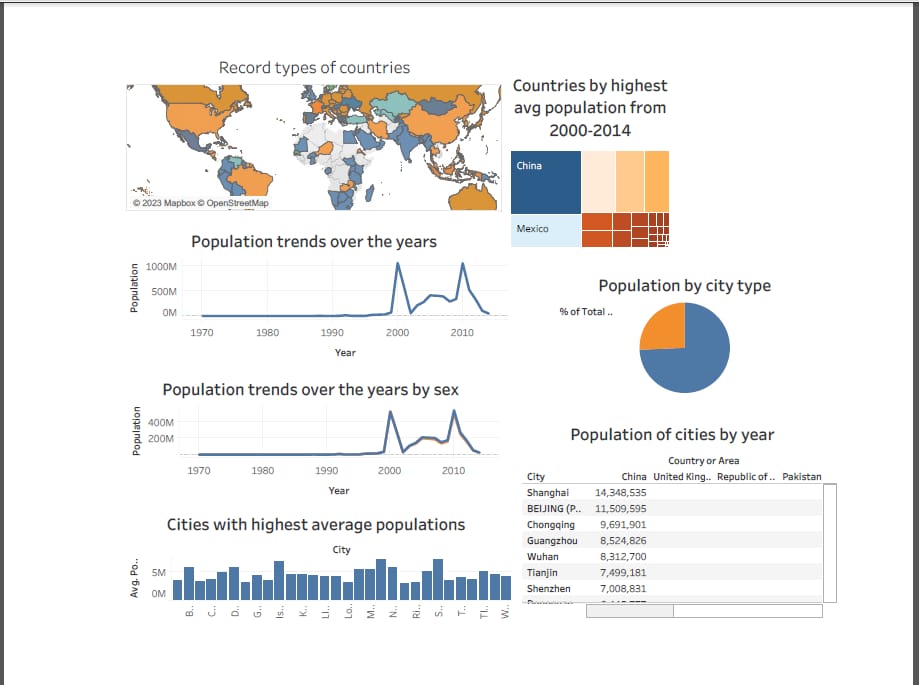 Record types of countries
© 2023 Mapbox © OpenStreetMap
Countries by highest
avg population from
2000-2014
China
Mexico
Population trends over the years
Population
1000M
500M
0M
1970 1980 1990 2000 2010
Year
Population by city type
% of Total ..
Population trends over the years by sex
Population
400M
200M
1970 1980 1990 2000 2010
Year
Population of cities by year
Country or Area
City China United King.. Republic of .. Pakistan
Shanghai 14,348,535
BEIJING (P.. 11,509,595
Chongqing 9,691,901
Guangzhou 8,524,826
Wuhan 8,312,700
Tianjin 7,499,181
Shenzhen 7,008,831
Cities with highest average populations
City
Avg. Po..
5M
0M
B.. C.. D.. G.. Is.. K.. Li.. Lo.. M.. N.. Ri.. S.. T.. Ti.. W..